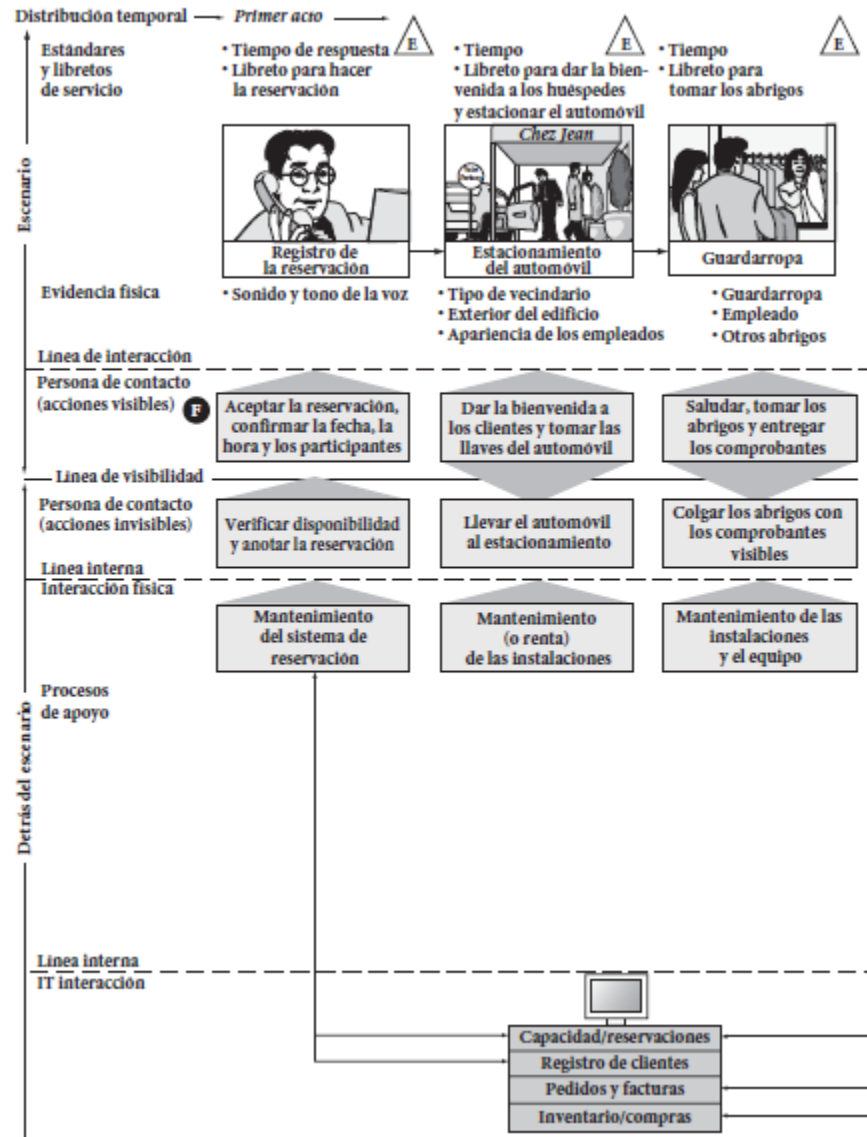 Distribución temporal
Primer acto
Estándares
y libretos
de servicio
• Tiempo de respuesta
• Libreto para hacer
la reservación
E
• Tiempo
• Libreto para dar la bien-
venida a los huéspedes
y estacionar el automóvil
E
• Tiempo
• Libreto para
tomar los abrigos
E
Escenario
Chez Jean
Registro de
la reservación
Estacionamiento
del automóvil
Guardarropa
Evidencia física
• Sonido y tono de la voz
• Tipo de vecindario
• Exterior del edificio
• Apariencia de los empleados
• Guardarropa
• Empleado
• Otros abrigos
Línea de interacción
Persona de contacto
(acciones visibles)
F
Aceptar la reservación,
confirmar la fecha, la
hora y los participantes
Dar la bienvenida a
los clientes y tomar las
llaves del automóvil
Saludar, tomar los
abrigos y entregar
los comprobantes
Línea de visibilidad
Persona de contacto
(acciones invisibles)
Verificar disponibilidad
y anotar la reservación
Llevar el automóvil
al estacionamiento
Colgar los abrigos con
los comprobantes
visibles
Línea interna
Interacción física
Mantenimiento
del sistema de
reservación
Mantenimiento
(o renta)
de las instalaciones
Mantenimiento de las
instalaciones
y el equipo
Procesos
de apoyo
Detrás del escenario
Línea interna
IT interacción
Capacidad/reservaciones
Registro de clientes
Pedidos y facturas
Inventario/compras